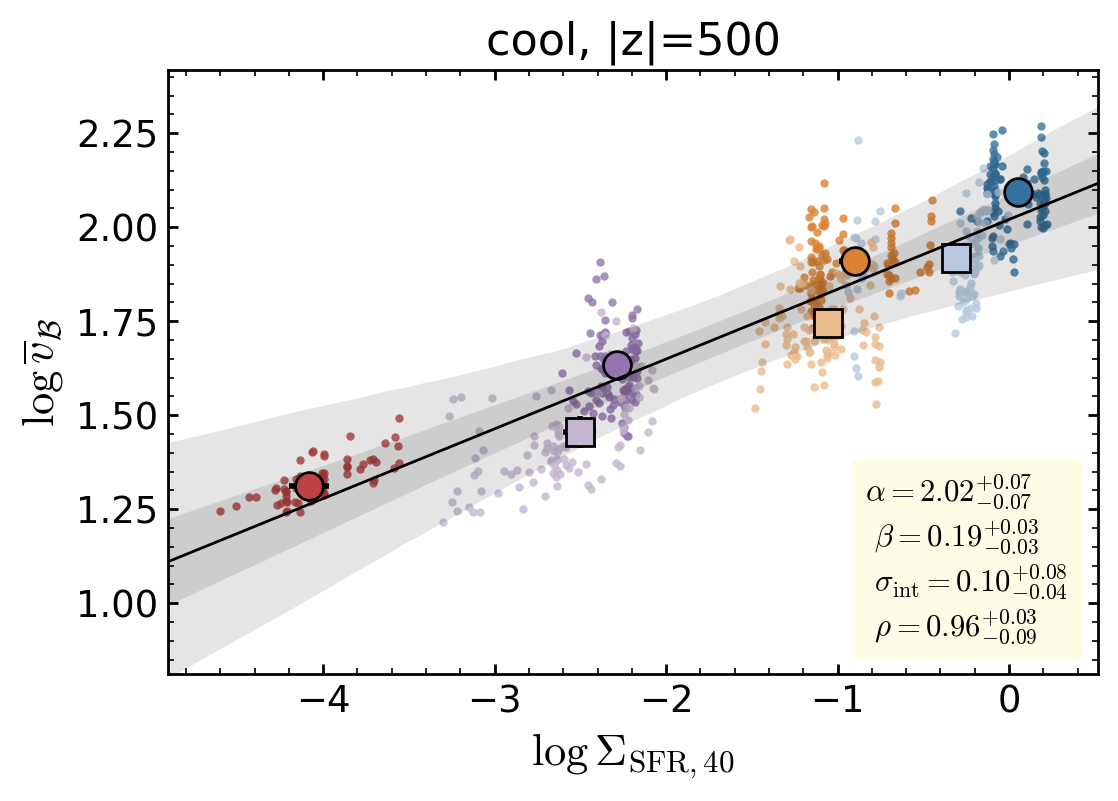 cool, |z|=500
log v̄_ℬ
2.25
2.00
1.75
1.50
1.25
1.00
α = 2.02^{+0.07}_{−0.07}
β = 0.19^{+0.03}_{−0.03}
σ_int = 0.10^{+0.08}_{−0.04}
ρ = 0.96^{+0.03}_{−0.09}
−4 −3 −2 −1 0
log Σ_{SFR, 40}